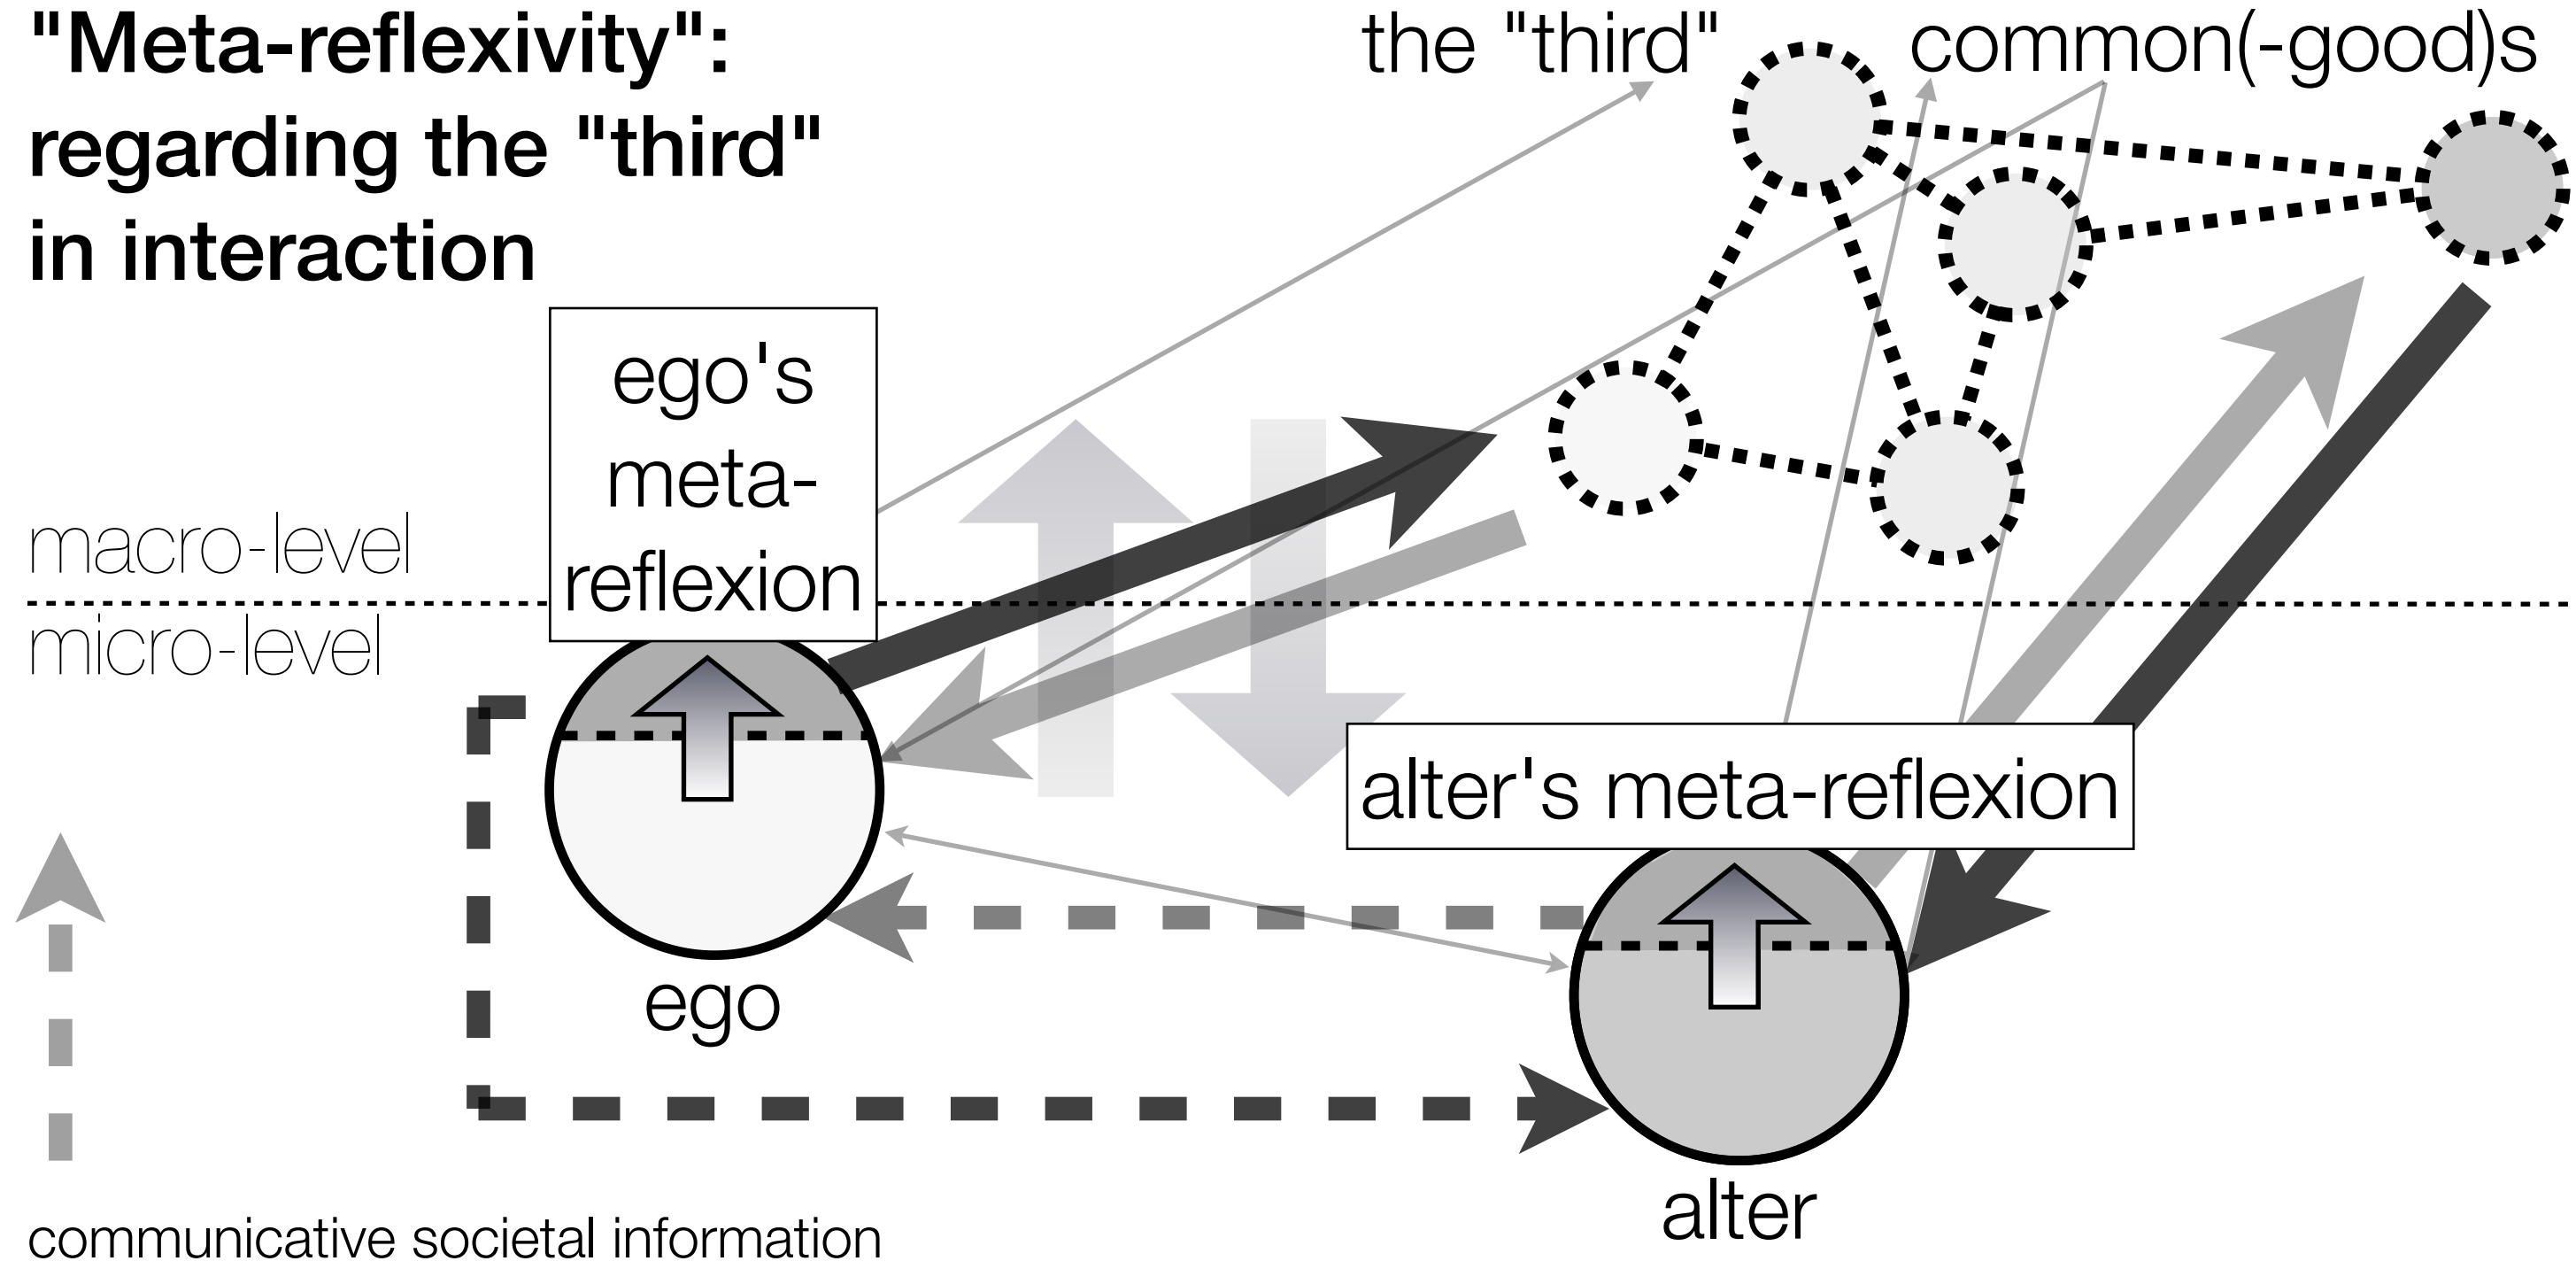 "Meta-reflexivity":
regarding the "third"
in interaction
the "third"
common(-good)s
ego's
meta-
reflexion
macro-level
micro-level
alter's meta-reflexion
ego
alter
communicative societal information